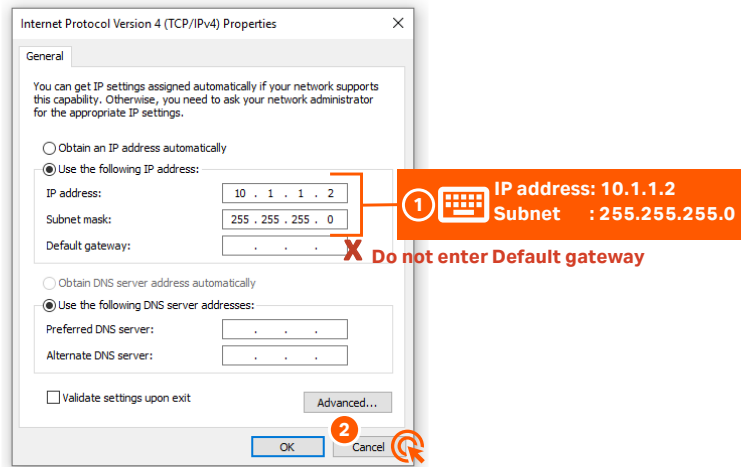 Internet Protocol Version 4 (TCP/IPv4) Properties
General
You can get IP settings assigned automatically if your network supports
this capability. Otherwise, you need to ask your network administrator
for the appropriate IP settings.
Obtain an IP address automatically
Use the following IP address:
IP address: 10 . 1 . 1 . 2
Subnet mask: 255 . 255 . 255 . 0
Default gateway: . . .
1
IP address: 10.1.1.2
Subnet : 255.255.255.0
X Do not enter Default gateway
Obtain DNS server address automatically
Use the following DNS server addresses:
Preferred DNS server: . . .
Alternate DNS server: . . .
Validate settings upon exit
Advanced...
2
OK
Cancel